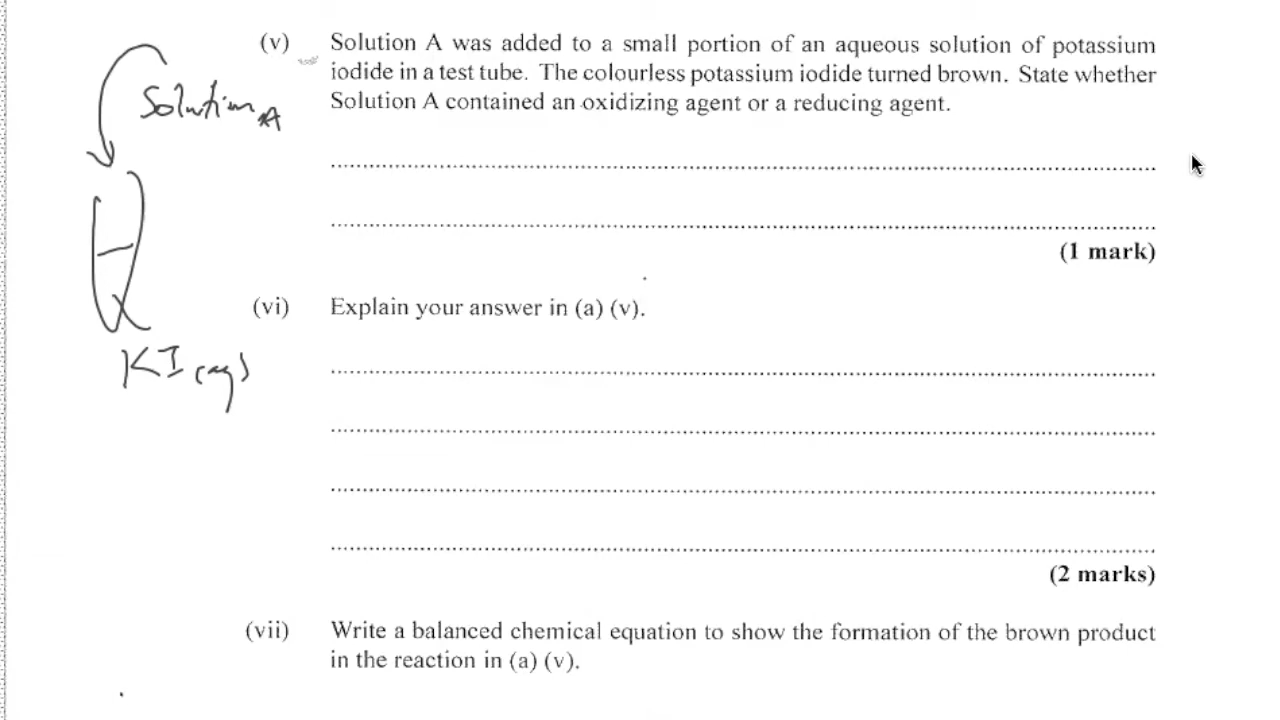 (v) Solution A was added to a small portion of an aqueous solution of potassium
iodide in a test tube. The colourless potassium iodide turned brown. State whether
Solution A contained an oxidizing agent or a reducing agent.
Solution A
(1 mark)
(vi) Explain your answer in (a) (v).
KI (aq)
(2 marks)
(vii) Write a balanced chemical equation to show the formation of the brown product
in the reaction in (a) (v).